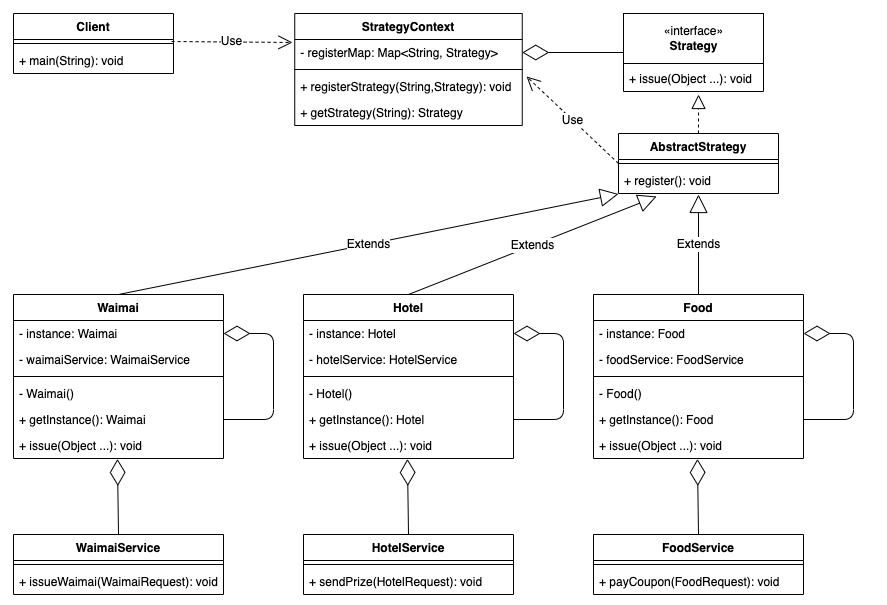 Client
+ main(String): void
Use
StrategyContext
- registerMap: Map<String, Strategy>
+ registerStrategy(String,Strategy): void
+ getStrategy(String): Strategy
«interface»
Strategy
+ issue(Object ...): void
Use
AbstractStrategy
+ register(): void
Extends
Extends
Extends
Waimai
- instance: Waimai
- waimaiService: WaimaiService
- Waimai()
+ getInstance(): Waimai
+ issue(Object ...): void
Hotel
- instance: Hotel
- hotelService: HotelService
- Hotel()
+ getInstance(): Hotel
+ issue(Object ...): void
Food
- instance: Food
- foodService: FoodService
- Food()
+ getInstance(): Food
+ issue(Object ...): void
WaimaiService
+ issueWaimai(WaimaiRequest): void
HotelService
+ sendPrize(HotelRequest): void
FoodService
+ payCoupon(FoodRequest): void